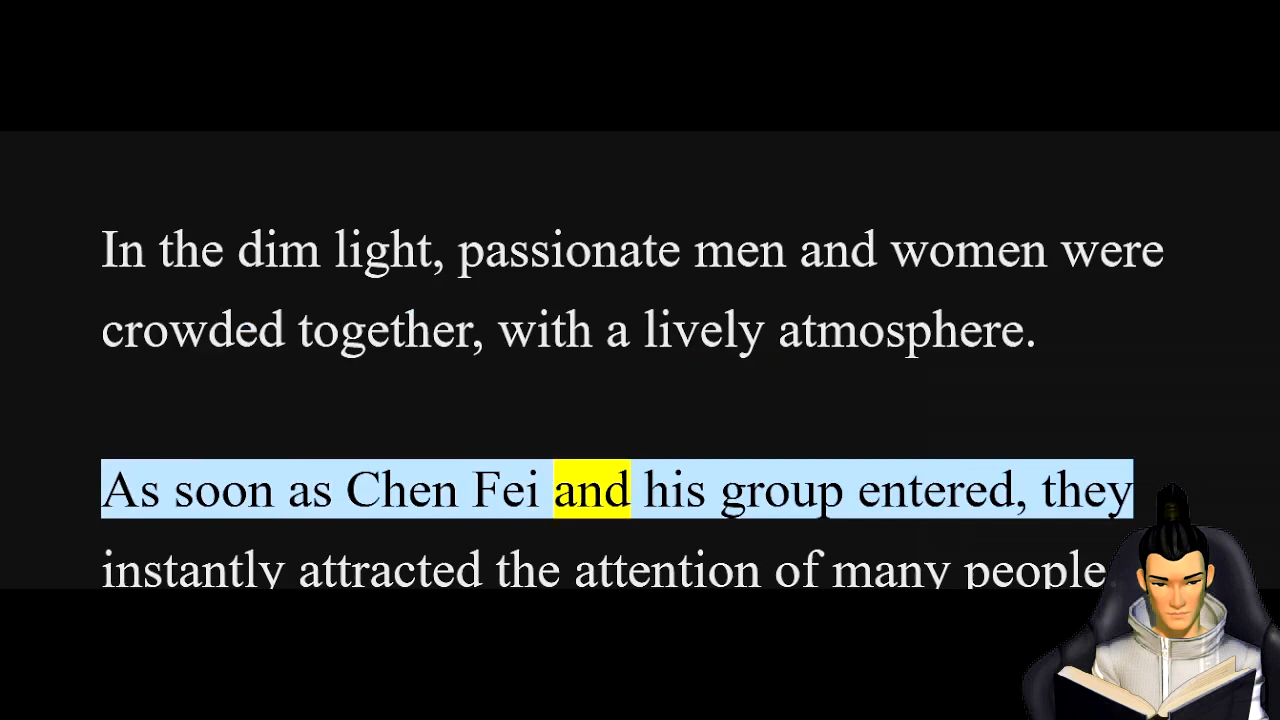 In the dim light, passionate men and women were
crowded together, with a lively atmosphere.
As soon as Chen Fei and his group entered, they
instantly attracted the attention of many people.